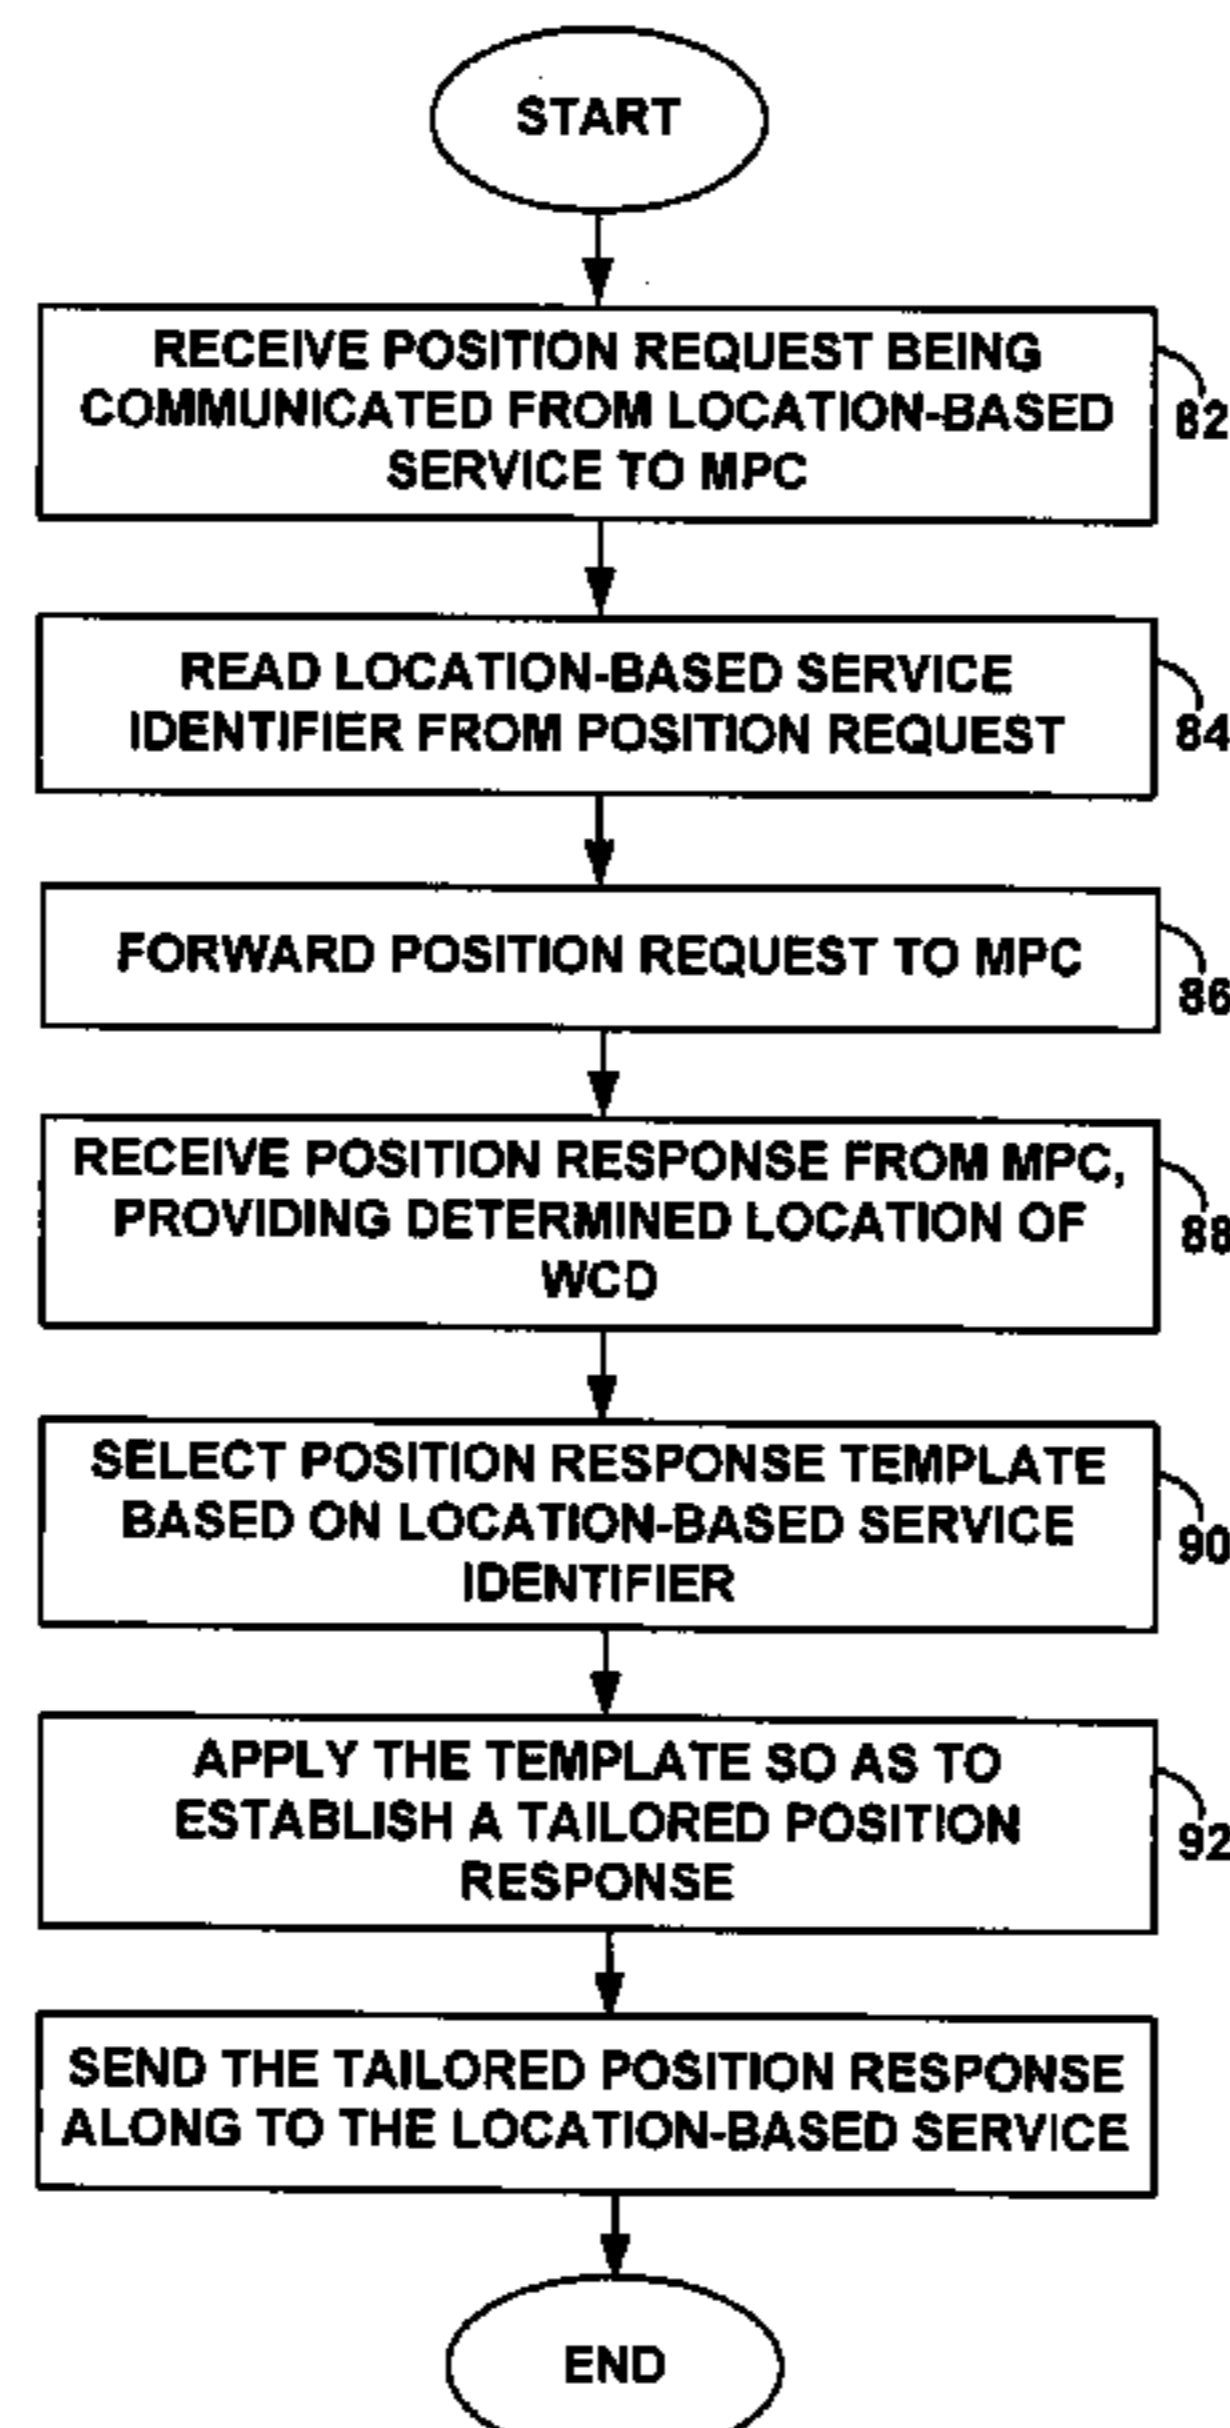 START
RECEIVE POSITION REQUEST BEING
COMMUNICATED FROM LOCATION-BASED
SERVICE TO MPC
82
READ LOCATION-BASED SERVICE
IDENTIFIER FROM POSITION REQUEST
84
FORWARD POSITION REQUEST TO MPC
86
RECEIVE POSITION RESPONSE FROM MPC,
PROVIDING DETERMINED LOCATION OF
WCD
88
SELECT POSITION RESPONSE TEMPLATE
BASED ON LOCATION-BASED SERVICE
IDENTIFIER
90
APPLY THE TEMPLATE SO AS TO
ESTABLISH A TAILORED POSITION
RESPONSE
92
SEND THE TAILORED POSITION RESPONSE
ALONG TO THE LOCATION-BASED SERVICE
END